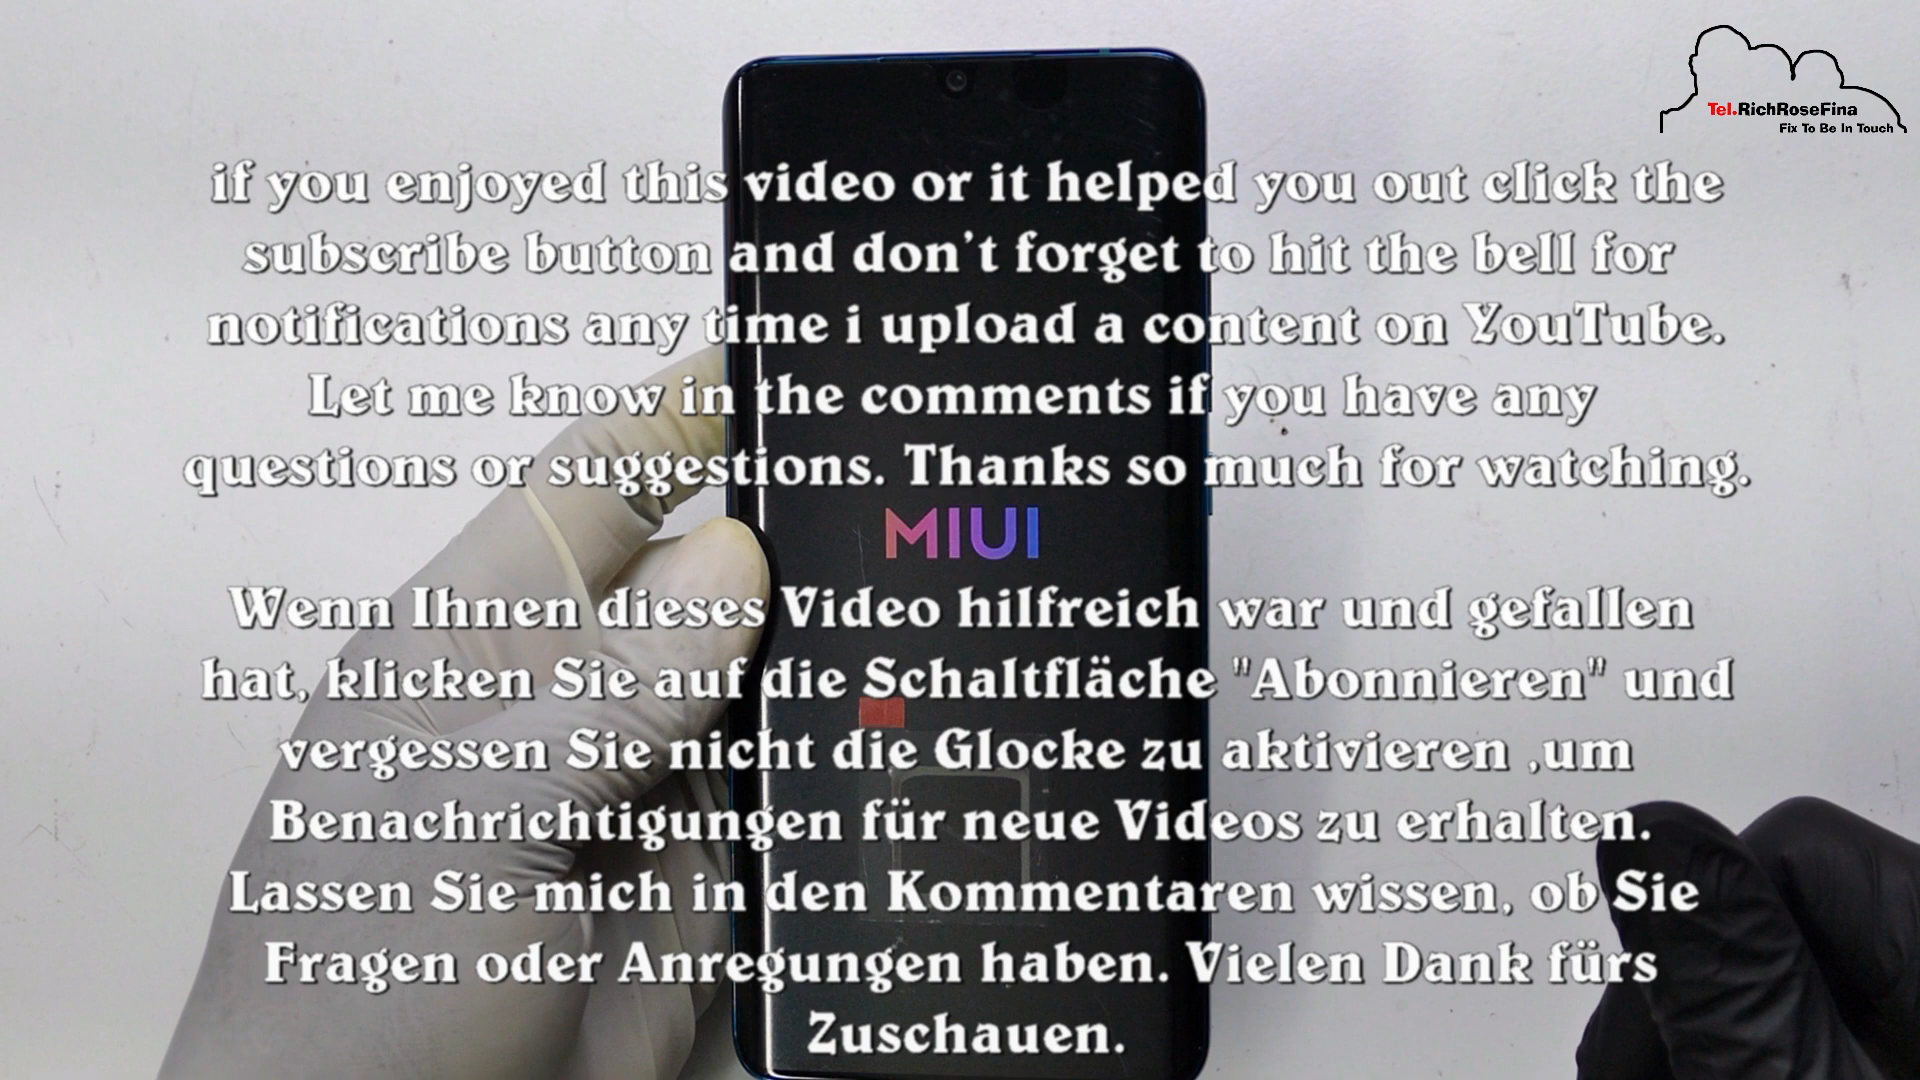 Tel.RichRoseFina
Fix To Be In Touch
if you enjoyed this video or it helped you out click the
subscribe button and don't forget to hit the bell for
notifications any time i upload a content on YouTube.
Let me know in the comments if you have any
questions or suggestions. Thanks so much for watching.
MIUI
Wenn Ihnen dieses Video hilfreich war und gefallen
hat, klicken Sie auf die Schaltfläche "Abonnieren" und
vergessen Sie nicht die Glocke zu aktivieren ,um
Benachrichtigungen für neue Videos zu erhalten.
Lassen Sie mich in den Kommentaren wissen, ob Sie
Fragen oder Anregungen haben. Vielen Dank fürs
Zuschauen.